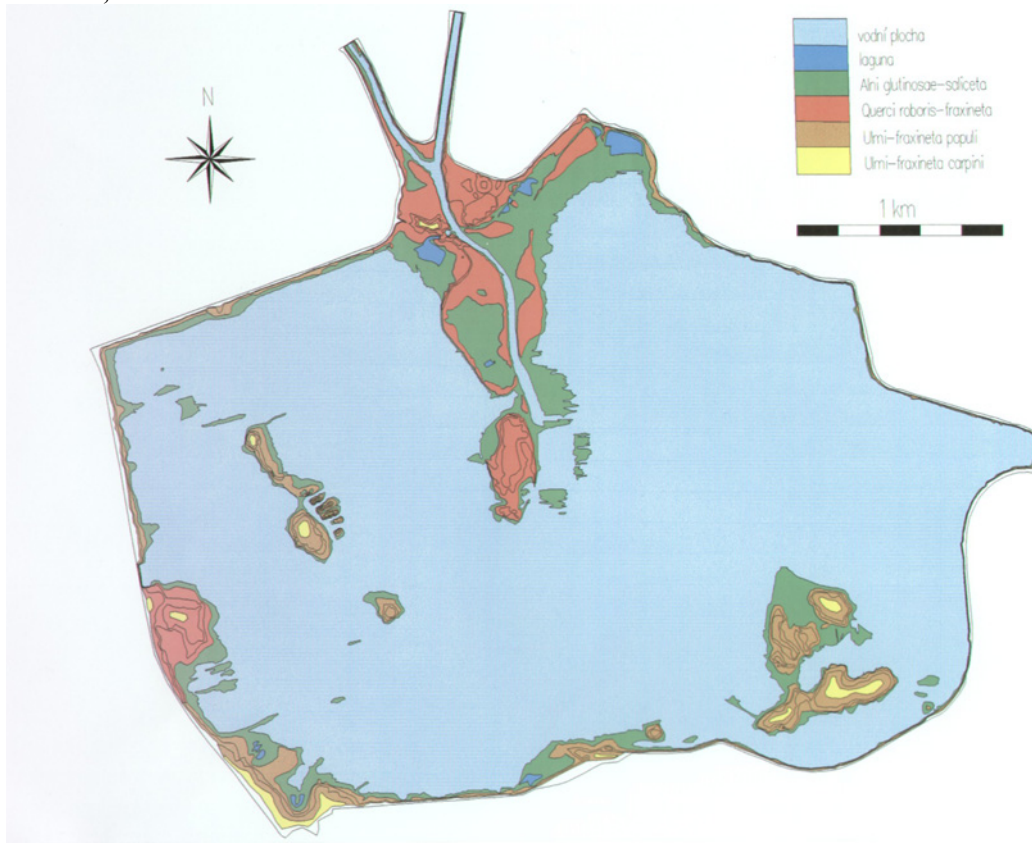 N
vodní plocha
laguna
Alni glutinosae-saliceta
Querci roboris-fraxineta
Ulmi-fraxineta populi
Ulmi-fraxineta carpini
1 km